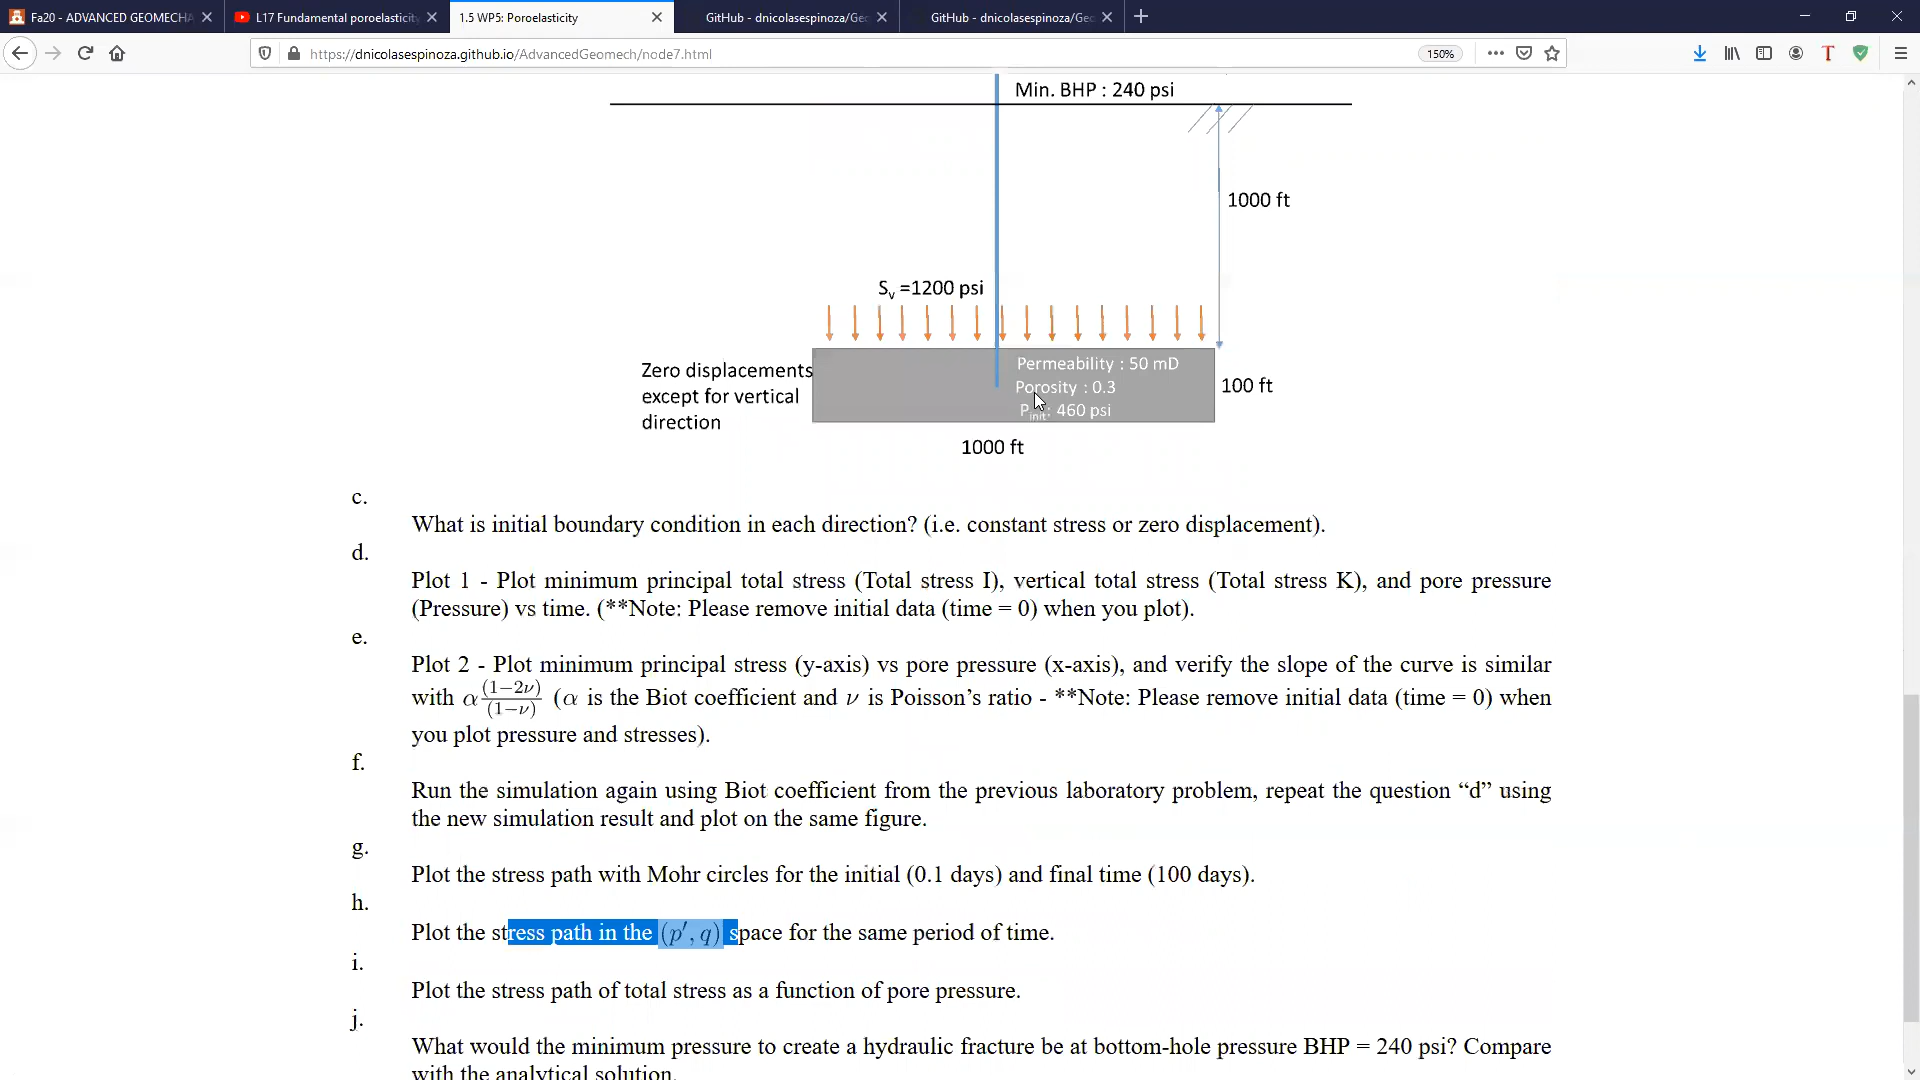 Fa20 - ADVANCED GEOMECHA
L17 Fundamental poroelasticity
1.5 WP5: Poroelasticity
GitHub - dnicolasespinoza/Geo
GitHub - dnicolasespinoza/Geo
https://dnicolasespinoza.github.io/AdvancedGeomech/node7.html
150%
Min. BHP : 240 psi
1000 ft
Sv =1200 psi
Zero displacements
except for vertical
direction
Permeability : 50 mD
Porosity : 0.3
Pinit: 460 psi
100 ft
1000 ft
c.
What is initial boundary condition in each direction? (i.e. constant stress or zero displacement).
d.
Plot 1 - Plot minimum principal total stress (Total stress I), vertical total stress (Total stress K), and pore pressure
(Pressure) vs time. (**Note: Please remove initial data (time = 0) when you plot).
e.
Plot 2 - Plot minimum principal stress (y-axis) vs pore pressure (x-axis), and verify the slope of the curve is similar
with α(1−2ν)/(1−ν) (α is the Biot coefficient and ν is Poisson’s ratio - **Note: Please remove initial data (time = 0) when
you plot pressure and stresses).
f.
Run the simulation again using Biot coefficient from the previous laboratory problem, repeat the question “d” using
the new simulation result and plot on the same figure.
g.
Plot the stress path with Mohr circles for the initial (0.1 days) and final time (100 days).
h.
Plot the stress path in the (p′, q) space for the same period of time.
i.
Plot the stress path of total stress as a function of pore pressure.
j.
What would the minimum pressure to create a hydraulic fracture be at bottom-hole pressure BHP = 240 psi? Compare
with the analytical solution.